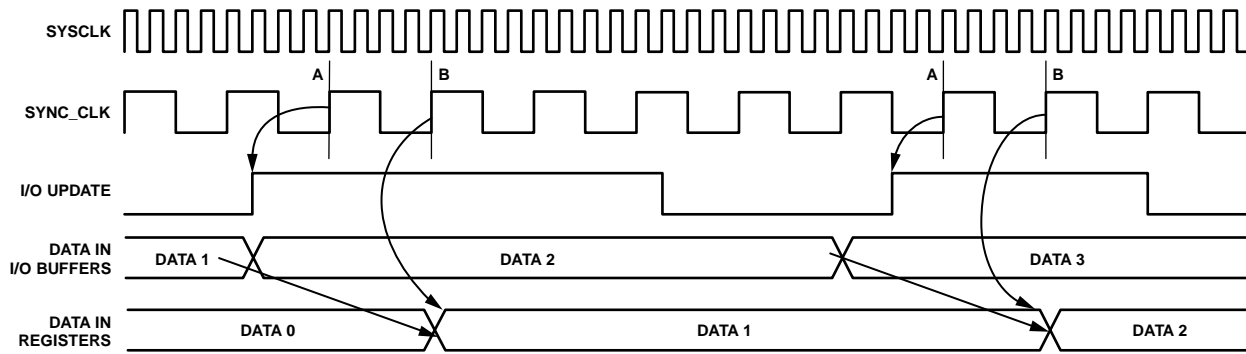 SYSCLK
A
B
A
B
SYNC_CLK
I/O UPDATE
DATA IN
I/O BUFFERS
DATA 1
DATA 2
DATA 3
DATA IN
REGISTERS
DATA 0
DATA 1
DATA 2